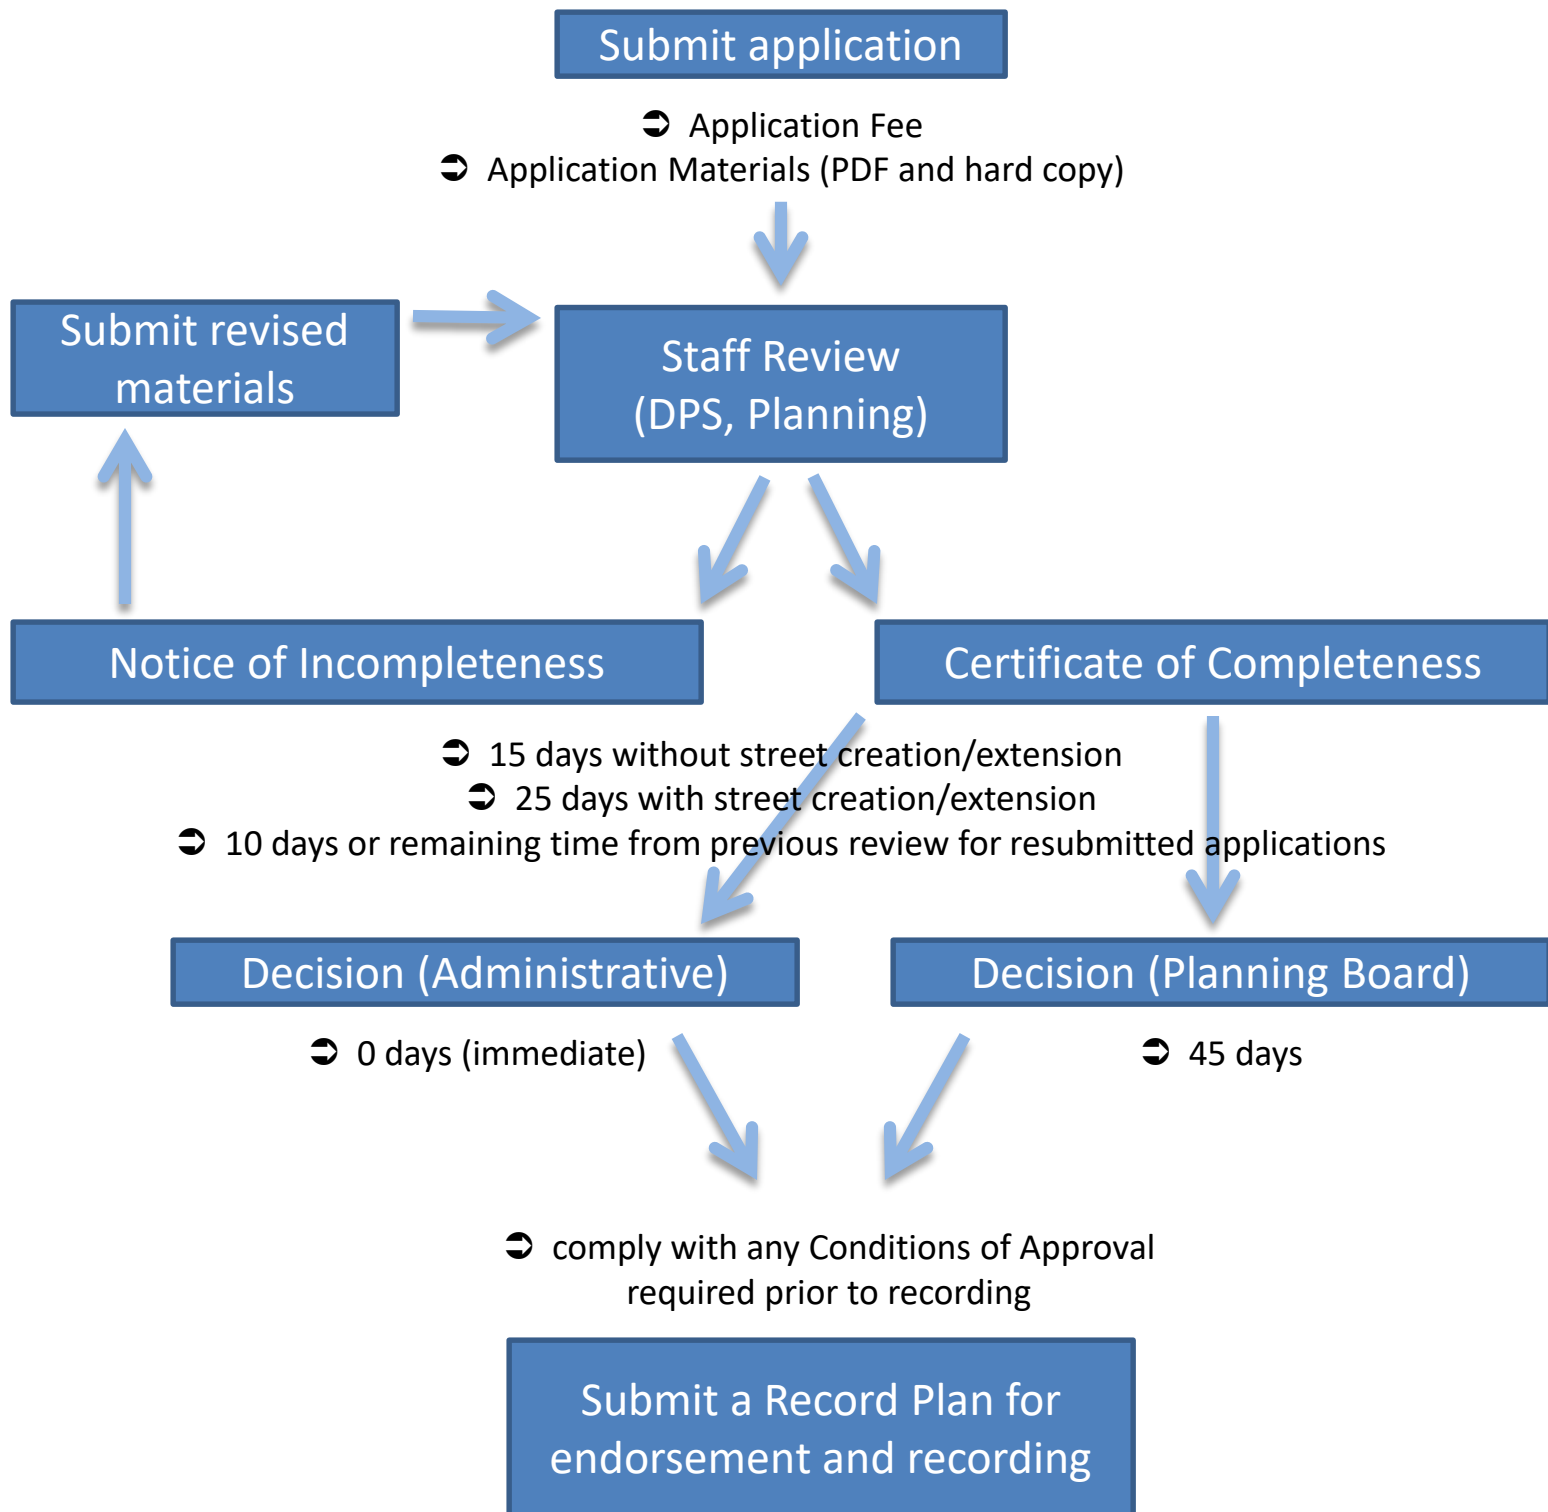 Submit application
➲ Application Fee
➲ Application Materials (PDF and hard copy)
Submit revised
materials
Staff Review
(DPS, Planning)
Notice of Incompleteness
Certificate of Completeness
➲ 15 days without street creation/extension
➲ 25 days with street creation/extension
➲ 10 days or remaining time from previous review for resubmitted applications
Decision (Administrative)
Decision (Planning Board)
➲ 0 days (immediate)
➲ 45 days
➲ comply with any Conditions of Approval
required prior to recording
Submit a Record Plan for
endorsement and recording